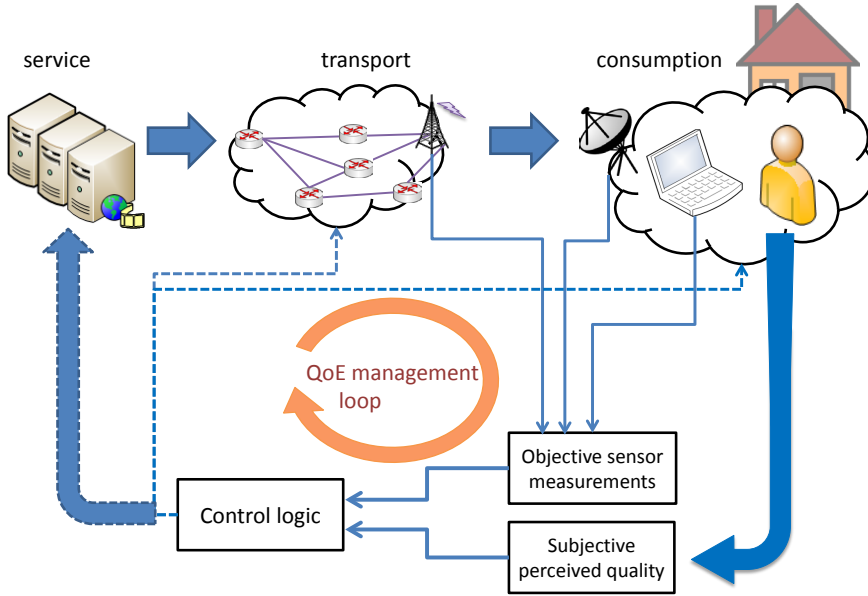 service
transport
consumption
QoE management
loop
Objective sensor
measurements
Control logic
Subjective
perceived quality